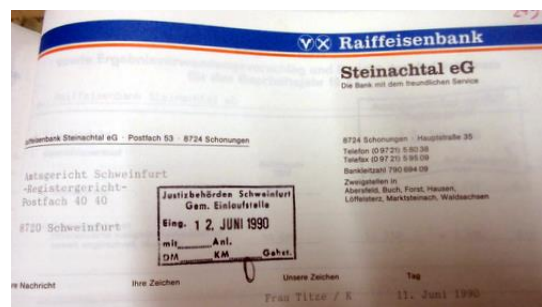 Raiffeisenbank
Steinachtal eG
Die Bank mit dem freundlichen Service
Raiffeisenbank Steinachtal eG · Postfach 53 · 8724 Schonungen
8724 Schonungen · Hauptstraße 35
Telefon (0 97 21) 5 80 38
Telefax (0 97 21) 5 95 09
Bankleitzahl 790 694 09
Zweigstellen in
Abersfeld, Buch, Forst, Hausen,
Löffelsterz, Marktsteinach, Waldsachsen
Amtsgericht Schweinfurt
-Registergericht-
Postfach 40 40
8720 Schweinfurt
Justizbehörden Schweinfurt
Gem. Einlaufstelle
Eing. 1 2. JUNI 1990
mit Anl.
DM KM Gebst.
Nachricht Ihre Zeichen Unsere Zeichen Tag
Frau Titze / K 11. Juni 1990